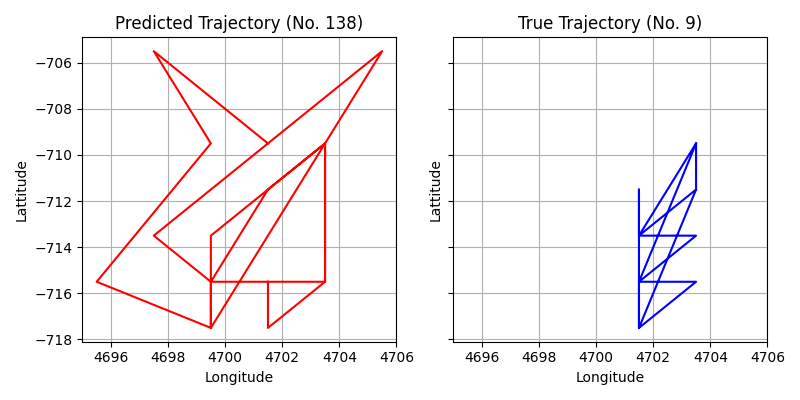 Predicted Trajectory (No. 138)
True Trajectory (No. 9)
−706
−708
−710
−712
−714
−716
−718
Lattitude
Lattitude
4696 4698 4700 4702 4704 4706
4696 4698 4700 4702 4704 4706
Longitude
Longitude